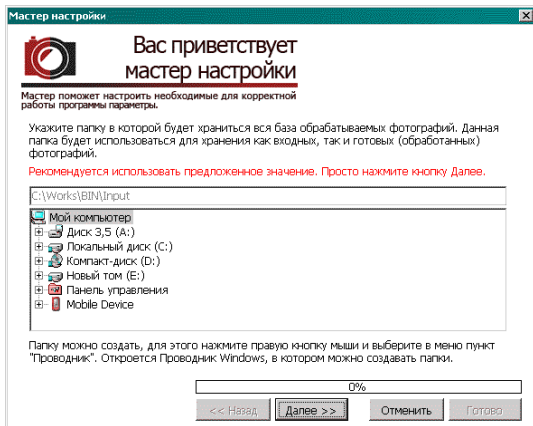 Мастер настройки
Вас приветствует
мастер настройки
Мастер поможет настроить необходимые для корректной
работы программы параметры.
Укажите папку в которой будет храниться вся база обрабатываемых фотографий. Данная
папка будет использоваться для хранения как входных, так и готовых (обработанных)
фотографий.
Рекомендуется использовать предложенное значение. Просто нажмите кнопку Далее.
C:\Works\BIN\Input
Мой компьютер
Диск 3,5 (A:)
Локальный диск (C:)
Компакт-диск (D:)
Новый том (E:)
Панель управления
Mobile Device
Папку можно создать, для этого нажмите правую кнопку мыши и выберите в меню пункт
"Проводник". Откроется Проводник Windows, в котором можно создавать папки.
0%
<< Назад Далее >> Отменить Готово